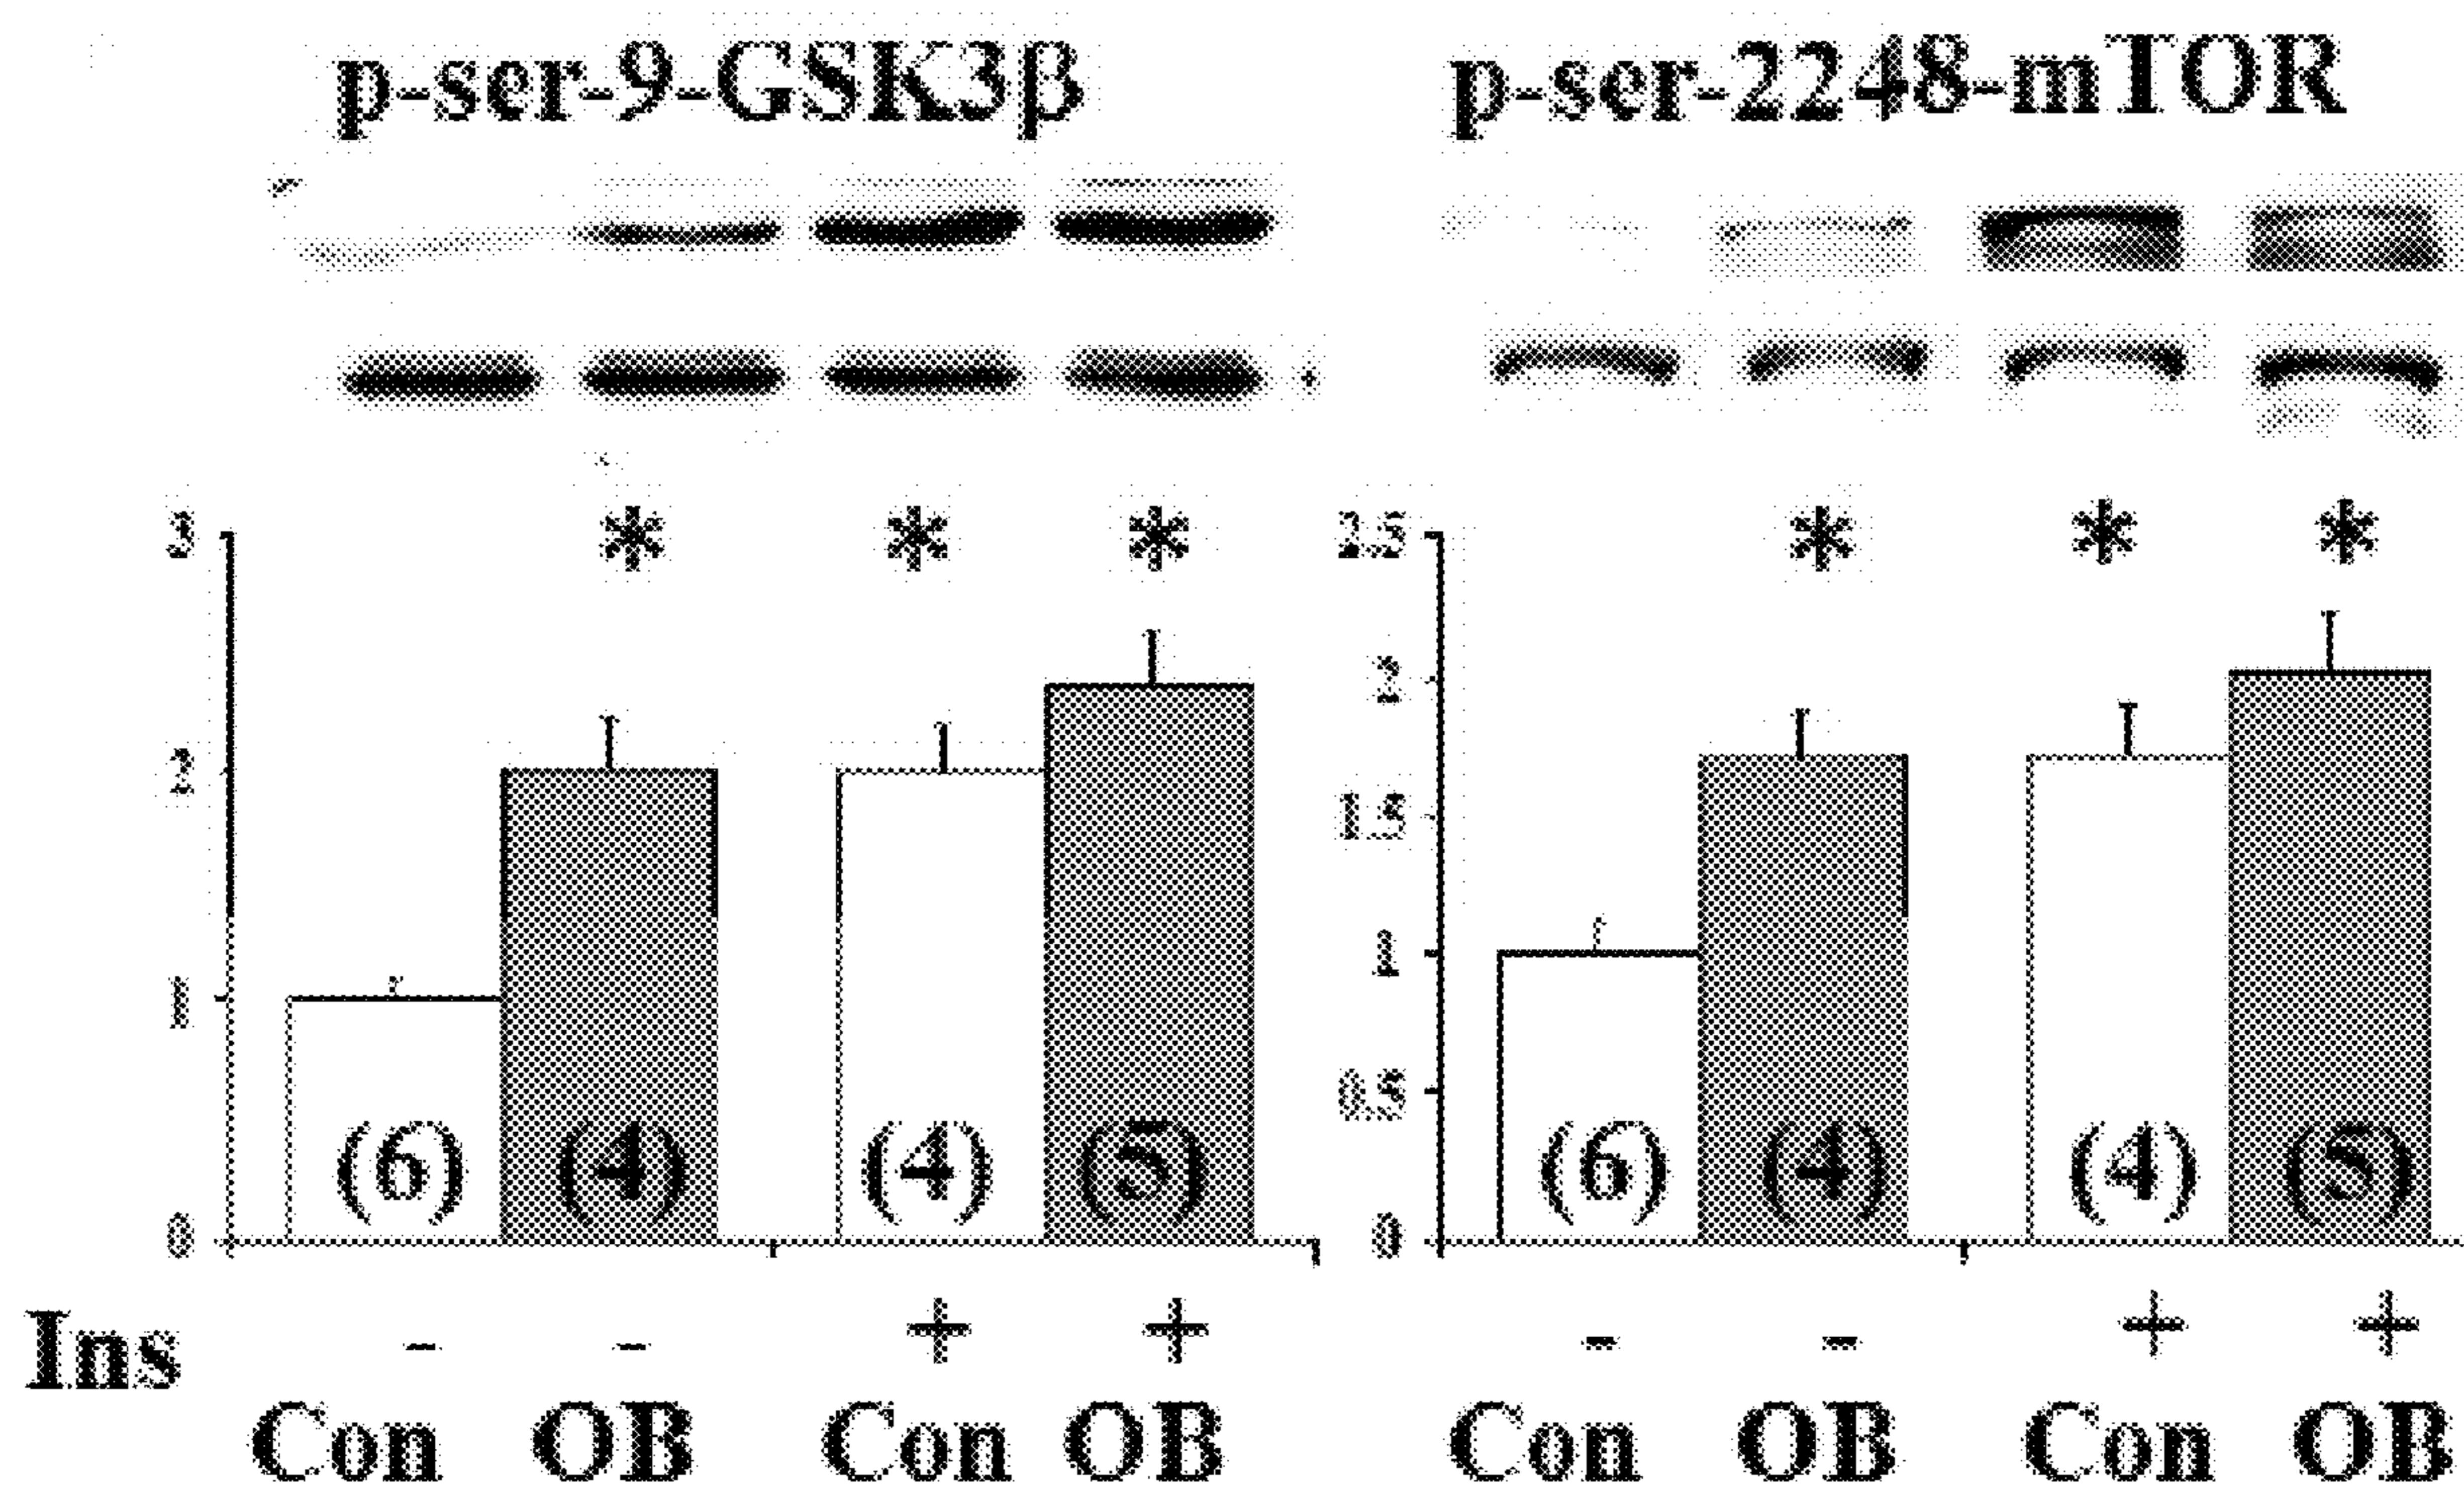 p-ser-9-GSK3β p-ser-2248-mTOR
* * * * * *
3 2.5
2
2
1.5
1
1
0.5
(6) (4) (4) (5) (6) (4) (4) (5)
0 0
Ins - - + + - - + +
Con OB Con OB Con OB Con OB